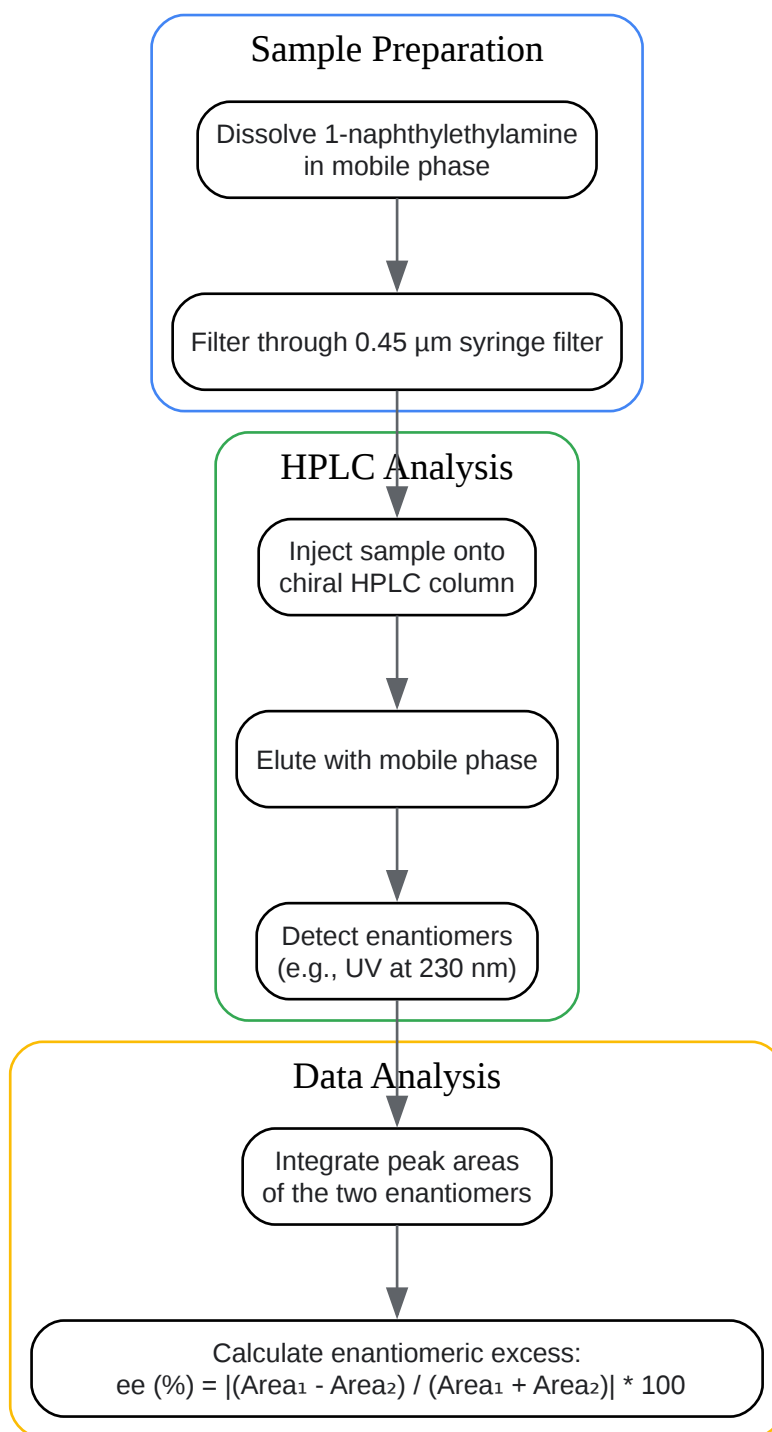 Sample Preparation
Dissolve 1-naphthylethylamine
in mobile phase
Filter through 0.45 µm syringe filter
HPLC Analysis
Inject sample onto
chiral HPLC column
Elute with mobile phase
Detect enantiomers
(e.g., UV at 230 nm)
Data Analysis
Integrate peak areas
of the two enantiomers
Calculate enantiomeric excess:
ee (%) = |(Area₁ - Area₂) / (Area₁ + Area₂)| * 100